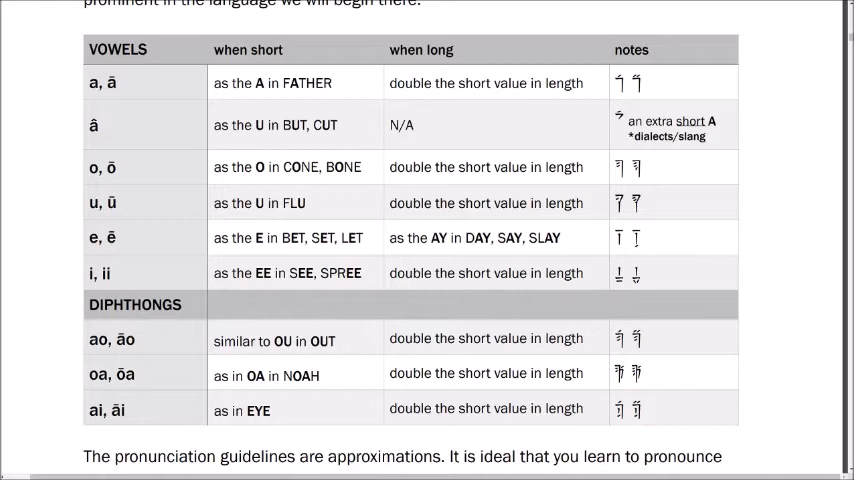 prominent in the language we will begin there.
VOWELS when short when long notes
a, ā as the A in FATHER double the short value in length
â as the U in BUT, CUT N/A an extra short A
*dialects/slang
o, ō as the O in CONE, BONE double the short value in length
u, ū as the U in FLU double the short value in length
e, ē as the E in BET, SET, LET as the AY in DAY, SAY, SLAY
i, ii as the EE in SEE, SPREE double the short value in length
DIPHTHONGS
ao, āo similar to OU in OUT double the short value in length
oa, ōa as in OA in NOAH double the short value in length
ai, āi as in EYE double the short value in length
The pronunciation guidelines are approximations. It is ideal that you learn to pronounce